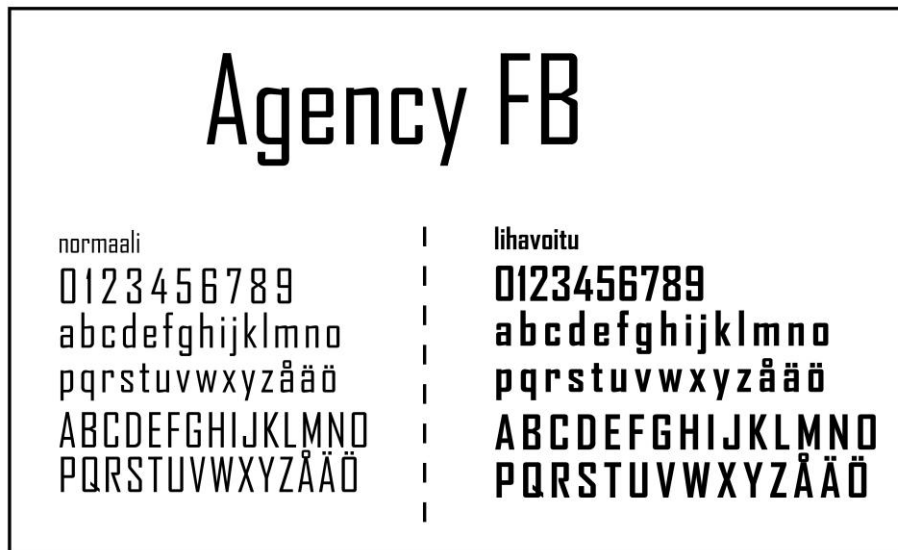 Agency FB
normaali
0123456789
abcdefghijklmno
pqrstuvwxyzåäö
ABCDEFGHIJKLMNO
PQRSTUVWXYZÅÄÖ
lihavoitu
0123456789
abcdefghijklmno
pqrstuvwxyzåäö
ABCDEFGHIJKLMNO
PQRSTUVWXYZÅÄÖ